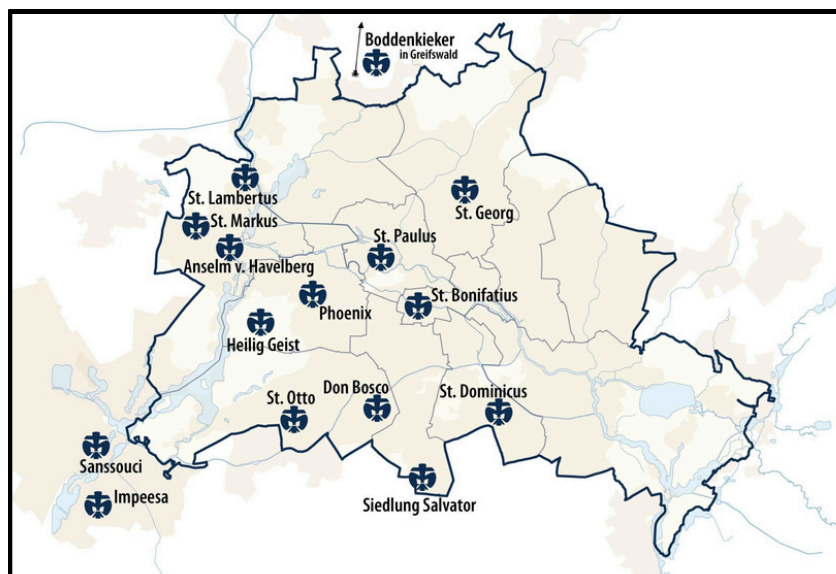 Boddenkieker
in Greifswald
St. Lambertus
St. Markus
Anselm v. Havelberg
St. Georg
St. Paulus
St. Bonifatius
Phoenix
Heilig Geist
St. Otto
Don Bosco
St. Dominicus
Sanssouci
Impeesa
Siedlung Salvator